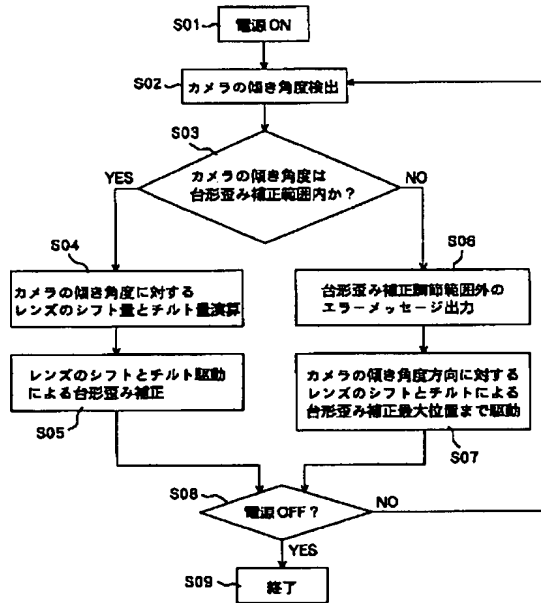 S01
電源ON
S02
カメラの傾き角度検出
S03
カメラの傾き角度は
台形歪み補正範囲内か?
YES
NO
S04
カメラの傾き角度に対する
レンズのシフト量とチルト量演算
S06
台形歪み補正調節範囲外の
エラーメッセージ出力
レンズのシフトとチルト駆動
による台形歪み補正
S05
カメラの傾き角度方向に対する
レンズのシフトとチルトによる
台形歪み補正最大位置まで駆動
S07
S08
電源OFF?
NO
YES
S09
終了